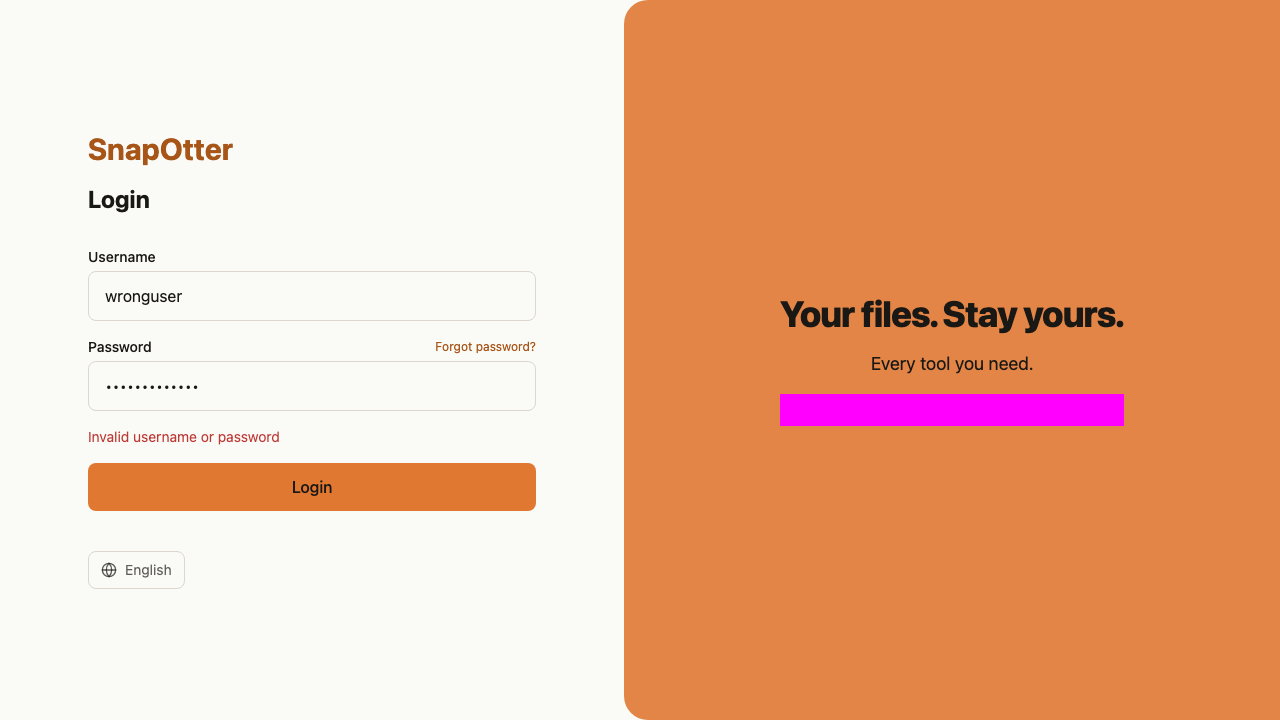 SnapOtter
Login
Username
wronguser
Password
Forgot password?
•••••••••••••
Invalid username or password
Login
English
Your files. Stay yours.
Every tool you need.